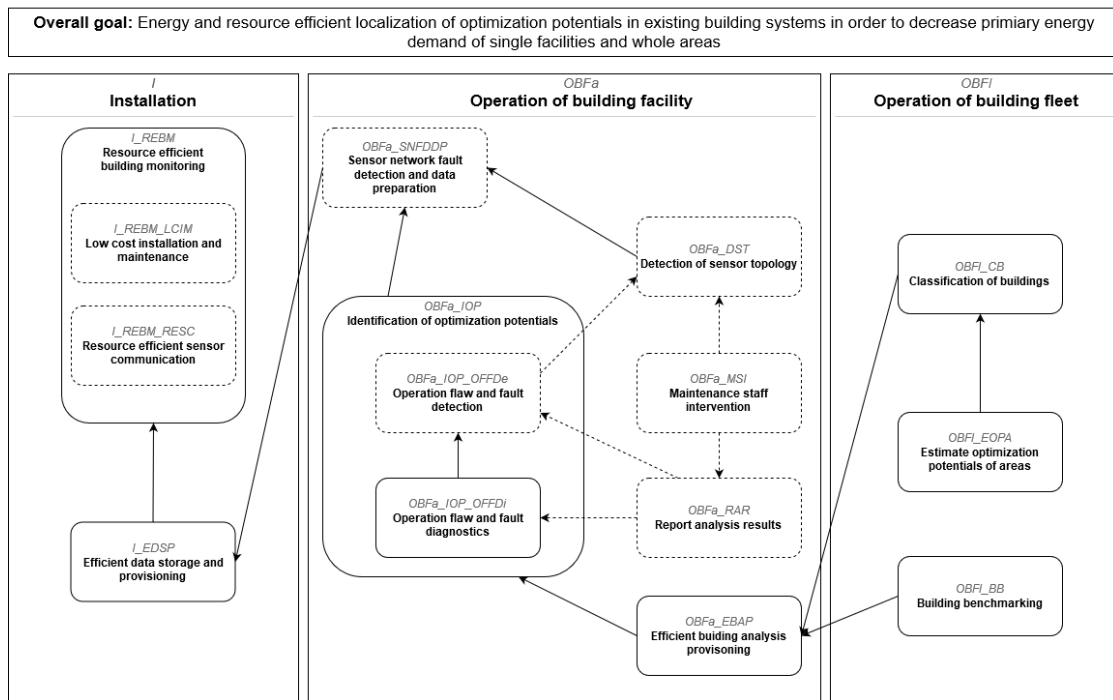 Overall goal: Energy and resource efficient localization of optimization potentials in existing building systems in order to decrease primiary energy
demand of single facilities and whole areas
I
Installation
I_REBM
Resource efficient
building monitoring
I_REBM_LCIM
Low cost installation and
maintenance
I_REBM_RESC
Resource efficient sensor
communication
I_EDSP
Efficient data storage and
provisioning
OBFa
Operation of building facility
OBFa_SNFDDP
Sensor network fault
detection and data
preparation
OBFa_DST
Detection of sensor topology
OBFa_IOP
Identification of optimization potentials
OBFa_IOP_OFFDe
Operation flaw and fault
detection
OBFa_MSI
Maintenance staff
intervention
OBFa_IOP_OFFDi
Operation flaw and fault
diagnostics
OBFa_RAR
Report analysis results
OBFa_EBAP
Efficient buiding analysis
provisoning
OBFl
Operation of building fleet
OBFl_CB
Classification of buildings
OBFl_EOPA
Estimate optimization
potentials of areas
OBFl_BB
Building benchmarking